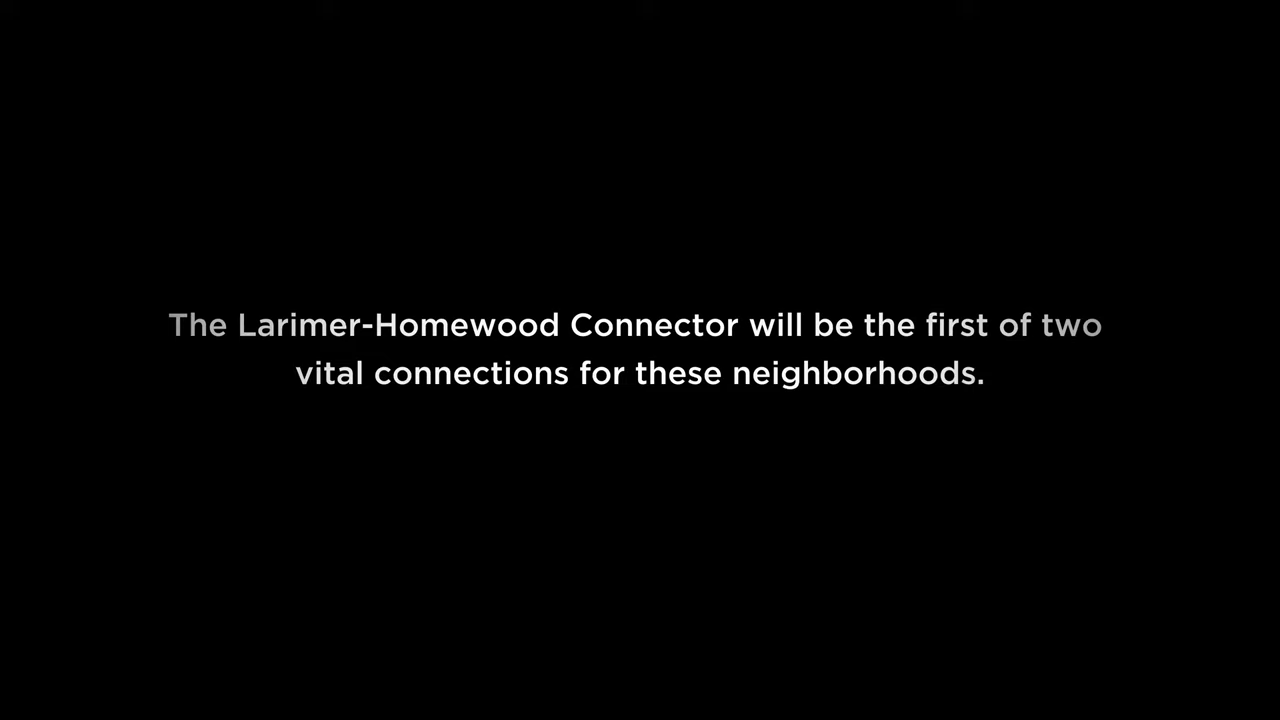 The Larimer-Homewood Connector will be the first of two
vital connections for these neighborhoods.